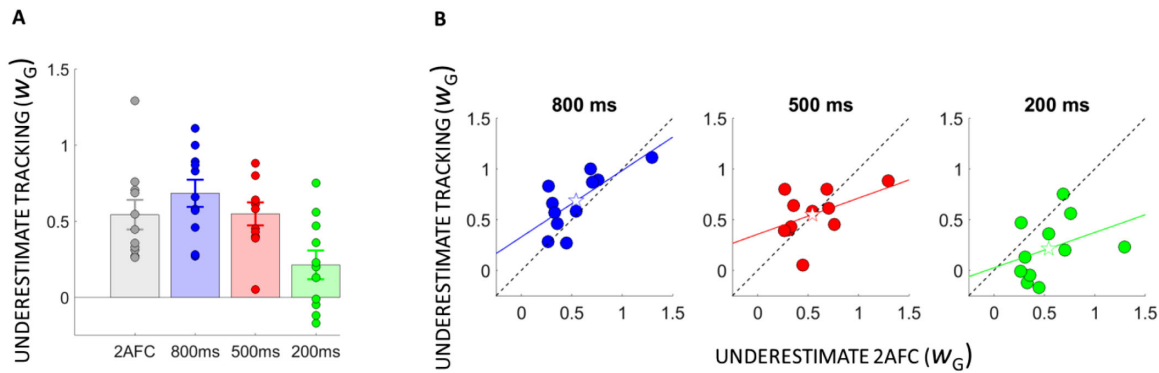 A
B
UNDERESTIMATE TRACKING (wG)
1.5
1
0.5
0
2AFC 800ms 500ms 200ms
UNDERESTIMATE TRACKING (wG)
800 ms
1.5
1
0.5
0
0 0.5 1 1.5
500 ms
1.5
1
0.5
0
0 0.5 1 1.5
200 ms
1.5
1
0.5
0
0 0.5 1 1.5
UNDERESTIMATE 2AFC (wG)